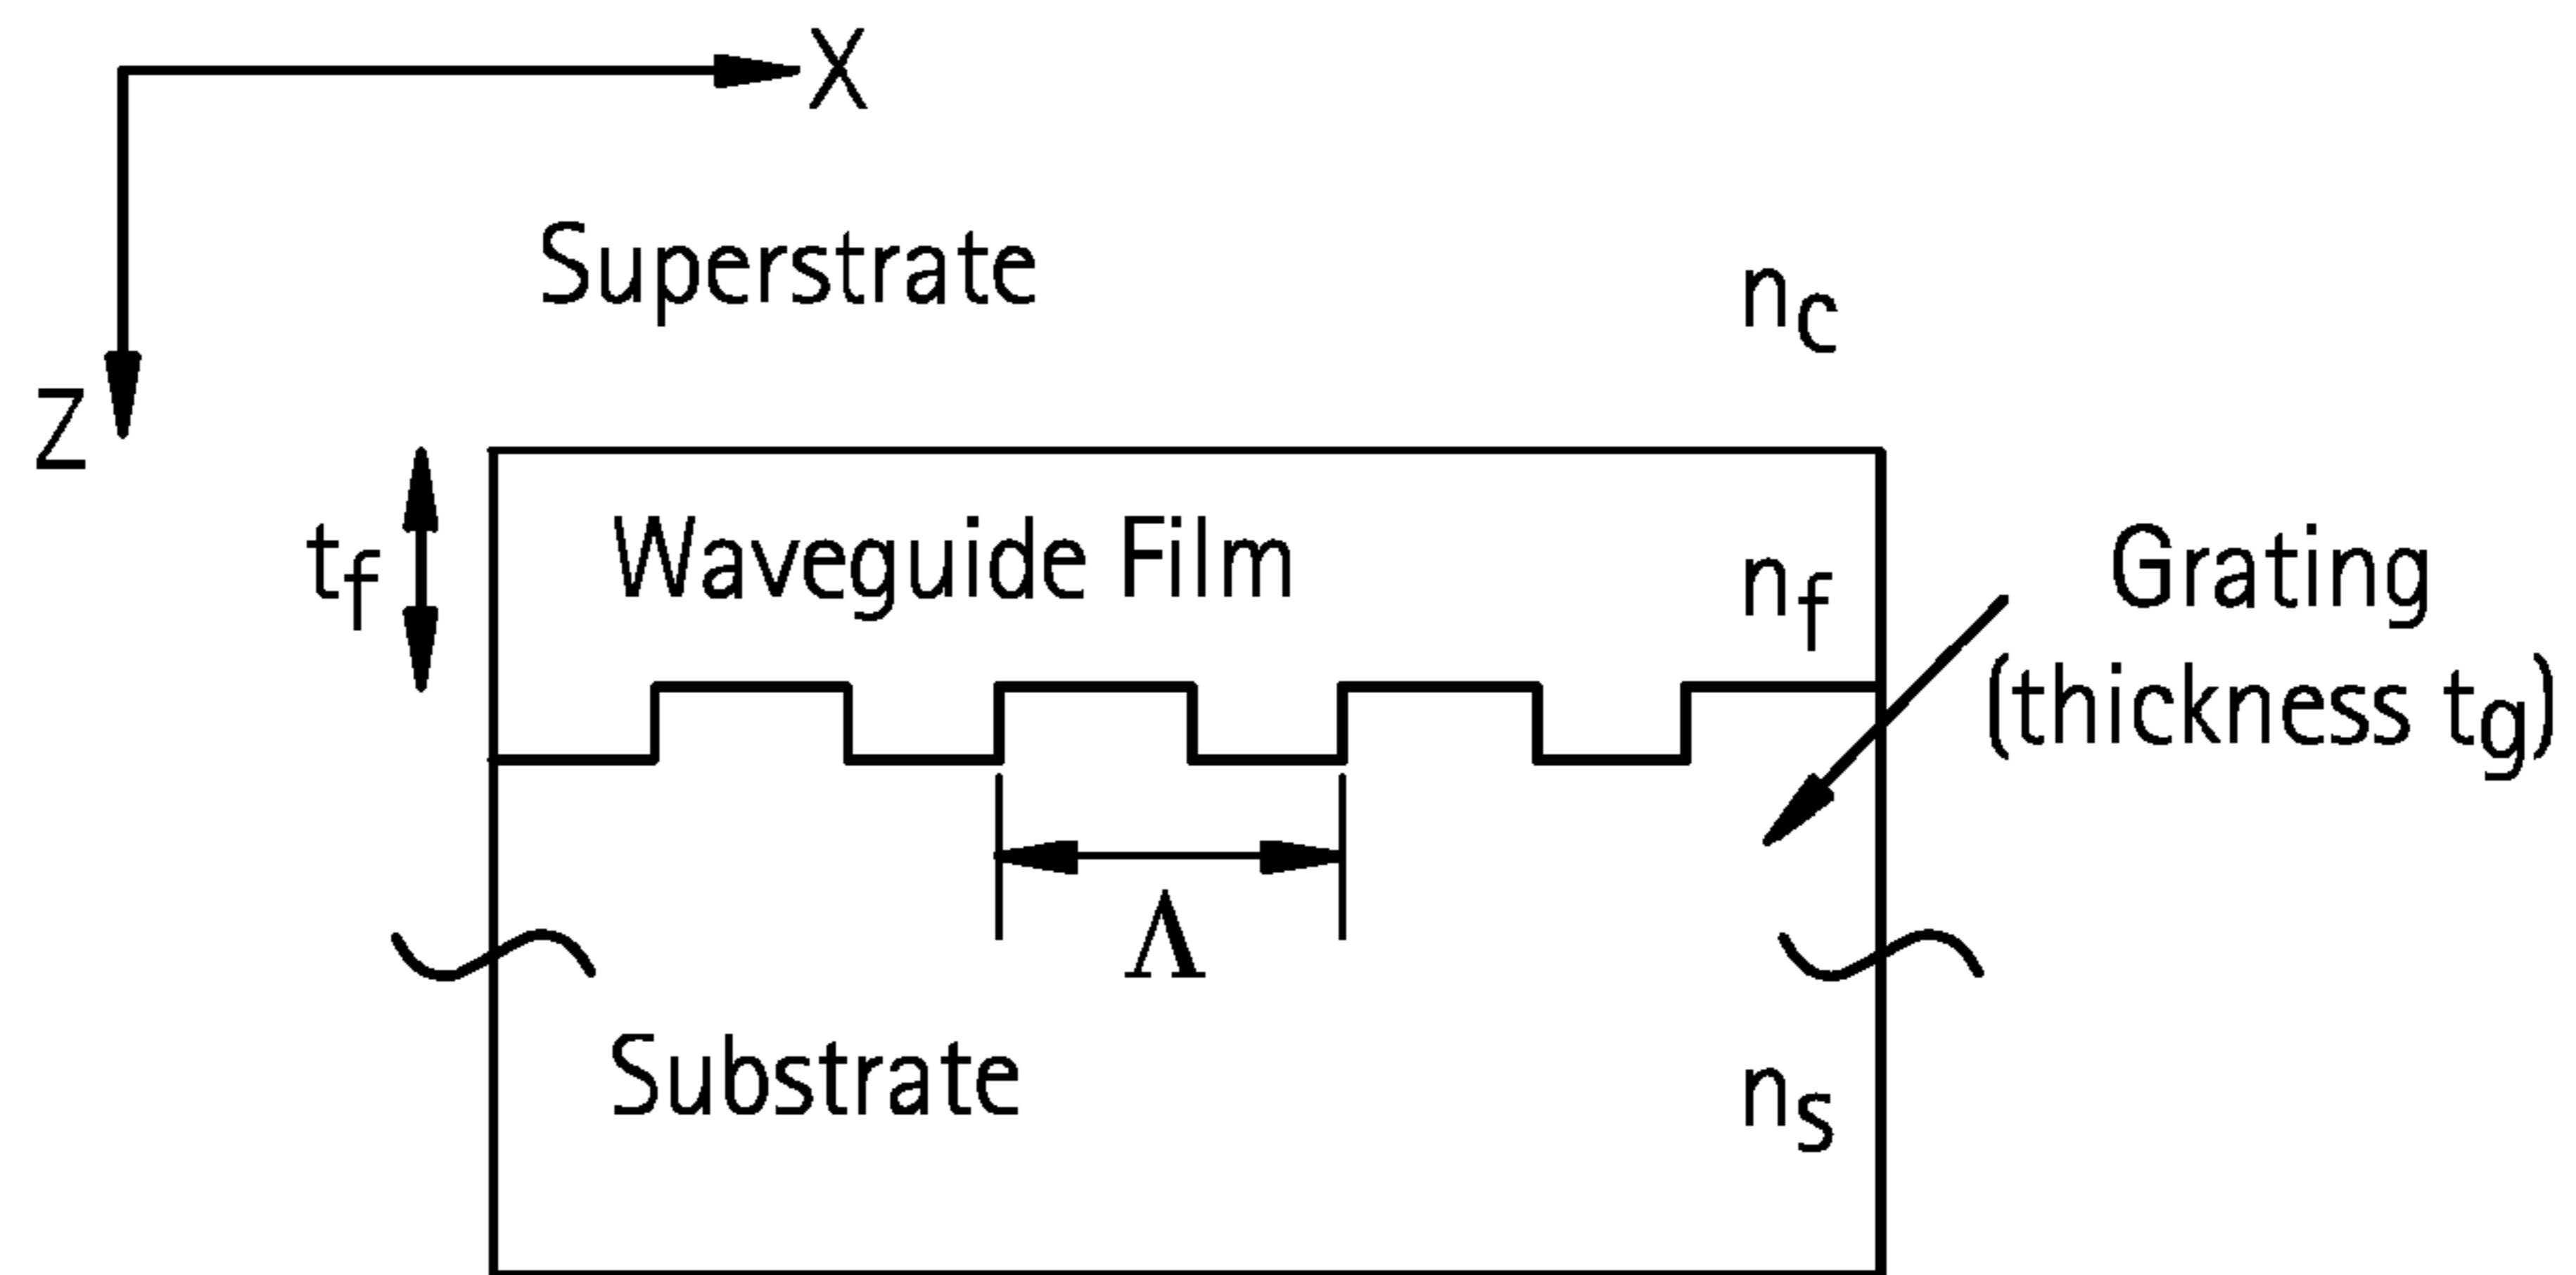 X
Z
Superstrate
n_c
t_f
Waveguide Film
n_f
Grating
(thickness t_g)
Λ
Substrate
n_s